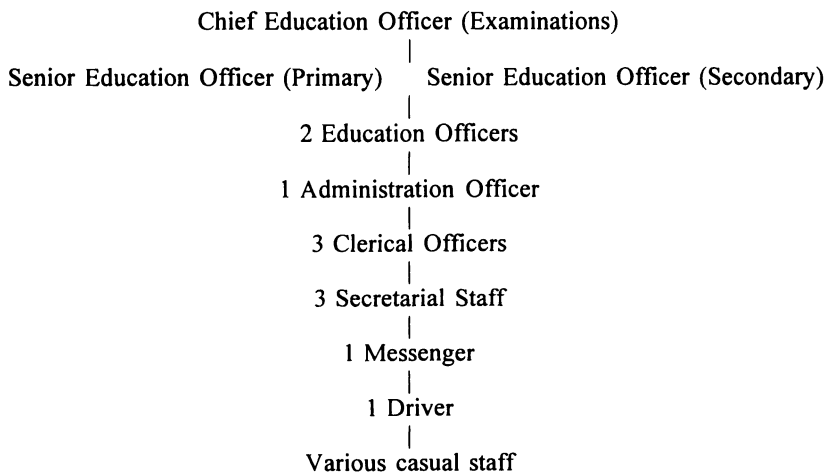 Chief Education Officer (Examinations)
Senior Education Officer (Primary) Senior Education Officer (Secondary)
2 Education Officers
1 Administration Officer
3 Clerical Officers
3 Secretarial Staff
1 Messenger
1 Driver
Various casual staff